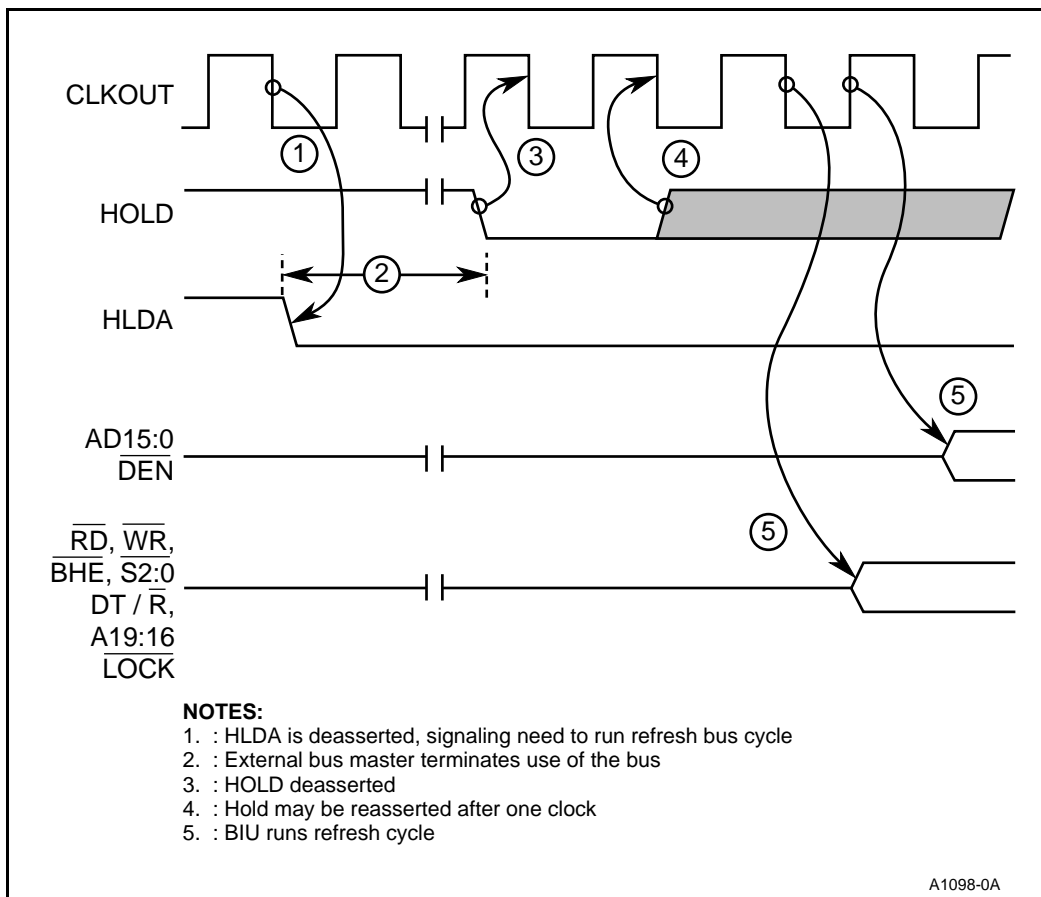 CLKOUT
1
3
4
HOLD
2
HLDA
5
AD15:0
DEN
5
RD, WR,
BHE, S2:0
DT / R,
A19:16
LOCK
NOTES:
1. : HLDA is deasserted, signaling need to run refresh bus cycle
2. : External bus master terminates use of the bus
3. : HOLD deasserted
4. : Hold may be reasserted after one clock
5. : BIU runs refresh cycle
A1098-0A